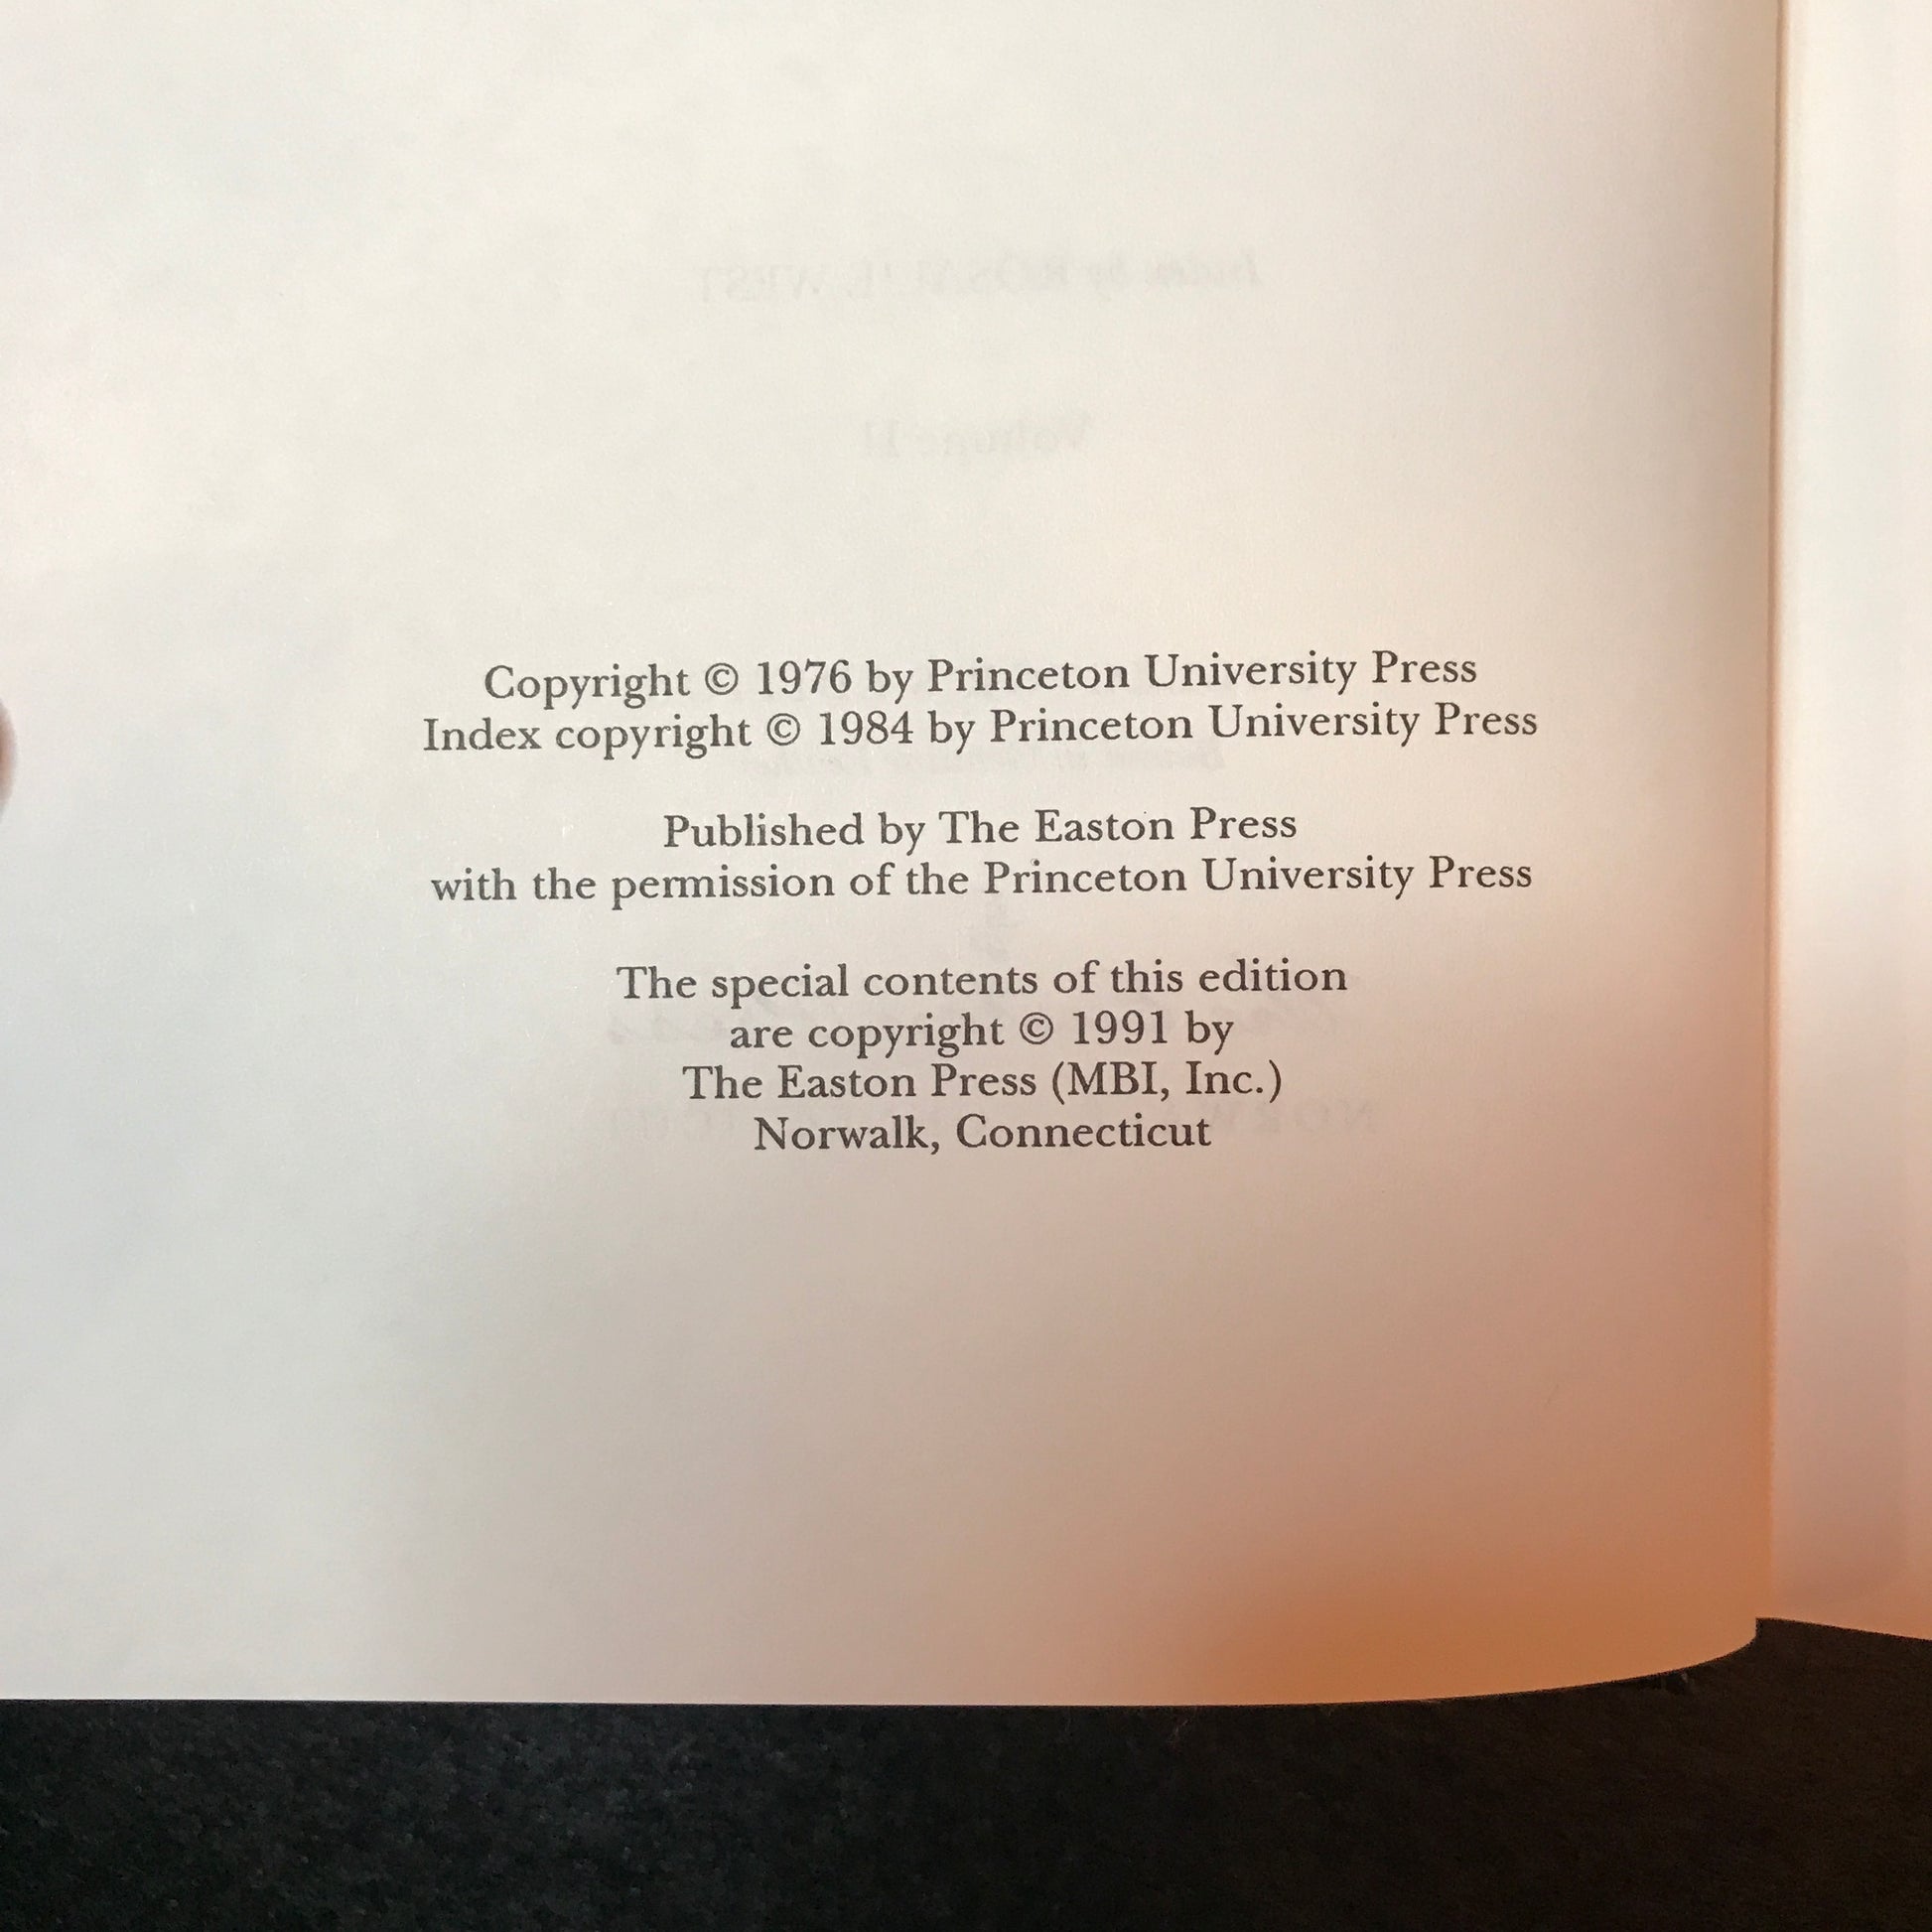 Copyright © 1976 by Princeton University Press
Index copyright © 1984 by Princeton University Press
Published by The Easton Press
with the permission of the Princeton University Press
The special contents of this edition
are copyright © 1991 by
The Easton Press (MBI, Inc.)
Norwalk, Connecticut